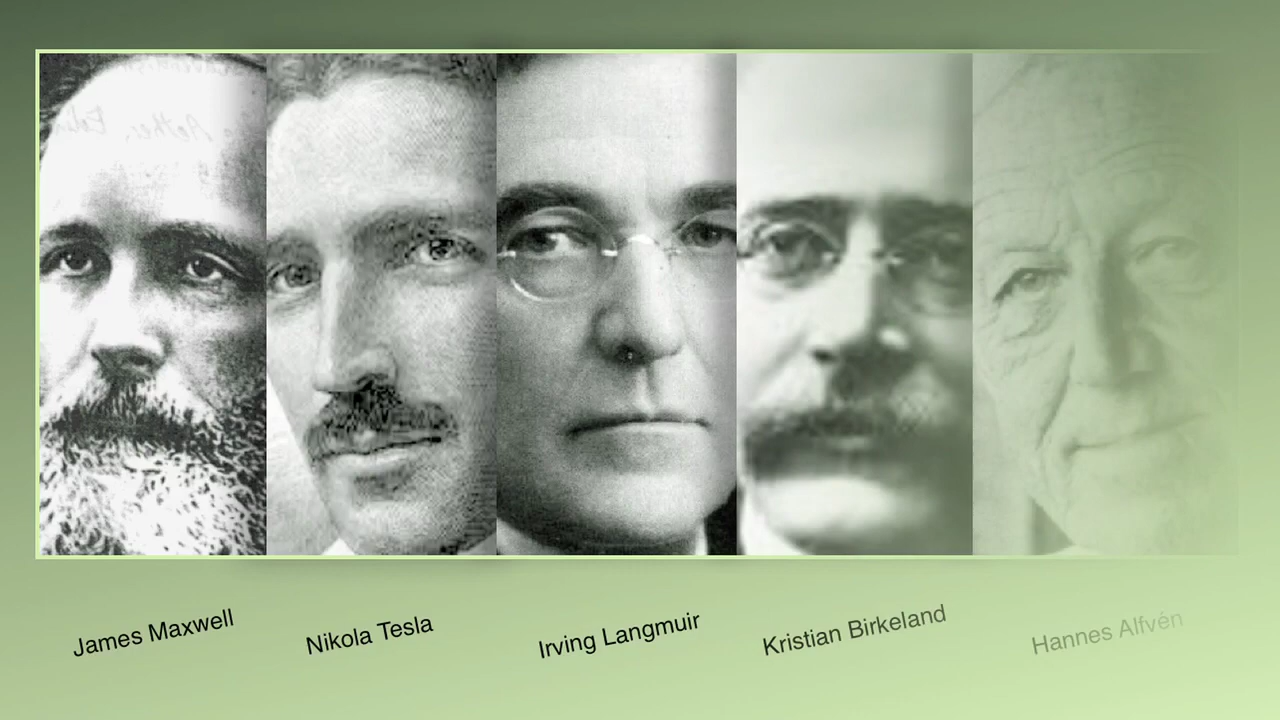 James Maxwell
Nikola Tesla
Irving Langmuir
Kristian Birkeland
Hannes Alfvén